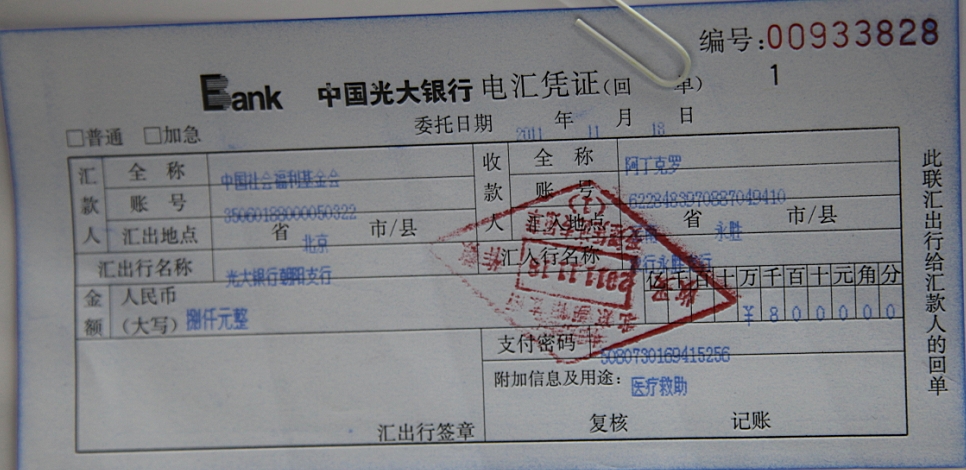 编号:00933828
Bank 中国光大银行 电汇凭证(回 单) 1
委托日期 2011 年 11 月 18 日
□普通 □加急
汇款人 全称 中国社会福利基金会 收款人 全称 阿丁克罗
账号 35060188000050322 账号 6228483970887049410
汇出地点 省 北京 市/县 汇入地点 省 永胜 市/县
汇出行名称 光大银行朝阳支行 汇入行名称
金额 人民币(大写) 捌仟元整 亿千百十万千百十元角分
¥800000
支付密码 5080730169415256
附加信息及用途: 医疗救助
汇出行签章 复核 记账
此联汇出行给汇款人的回单
2011.11.18